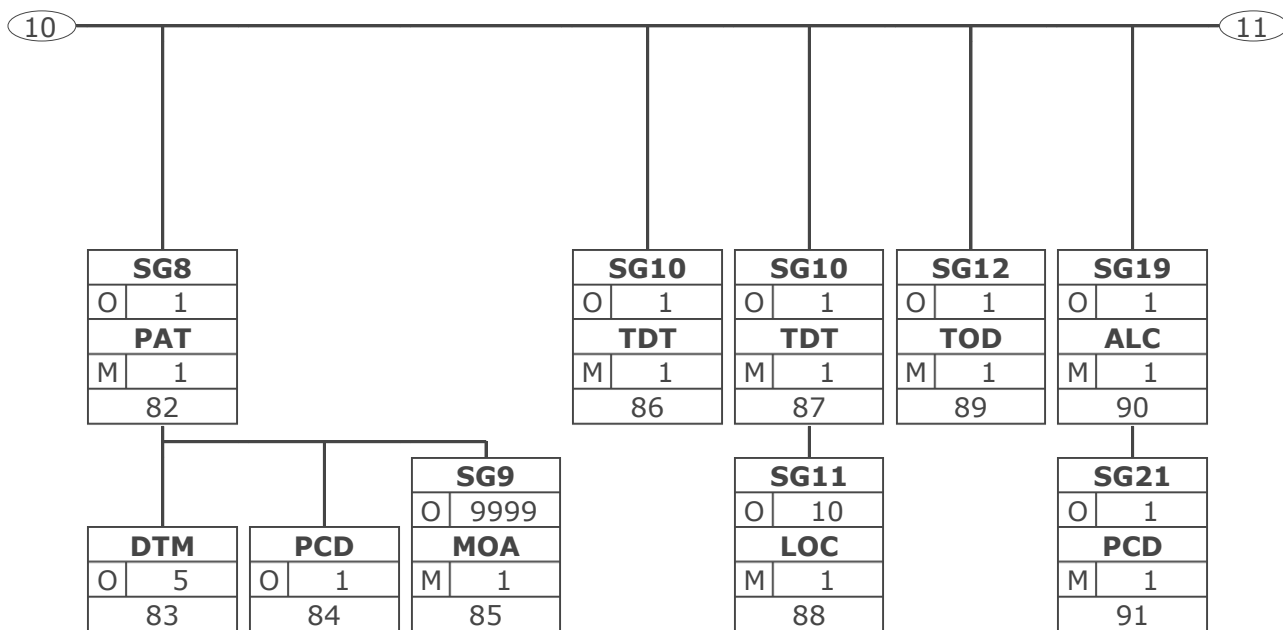 10 11
SG8 SG10 SG10 SG12 SG19
O 1 O 1 O 1 O 1 O 1
PAT TDT TDT TOD ALC
M 1 M 1 M 1 M 1 M 1
82 86 87 89 90
SG9 SG11 SG21
O 9999 O 10 O 1
DTM PCD MOA LOC PCD
O 5 O 1 M 1 M 1 M 1
83 84 85 88 91